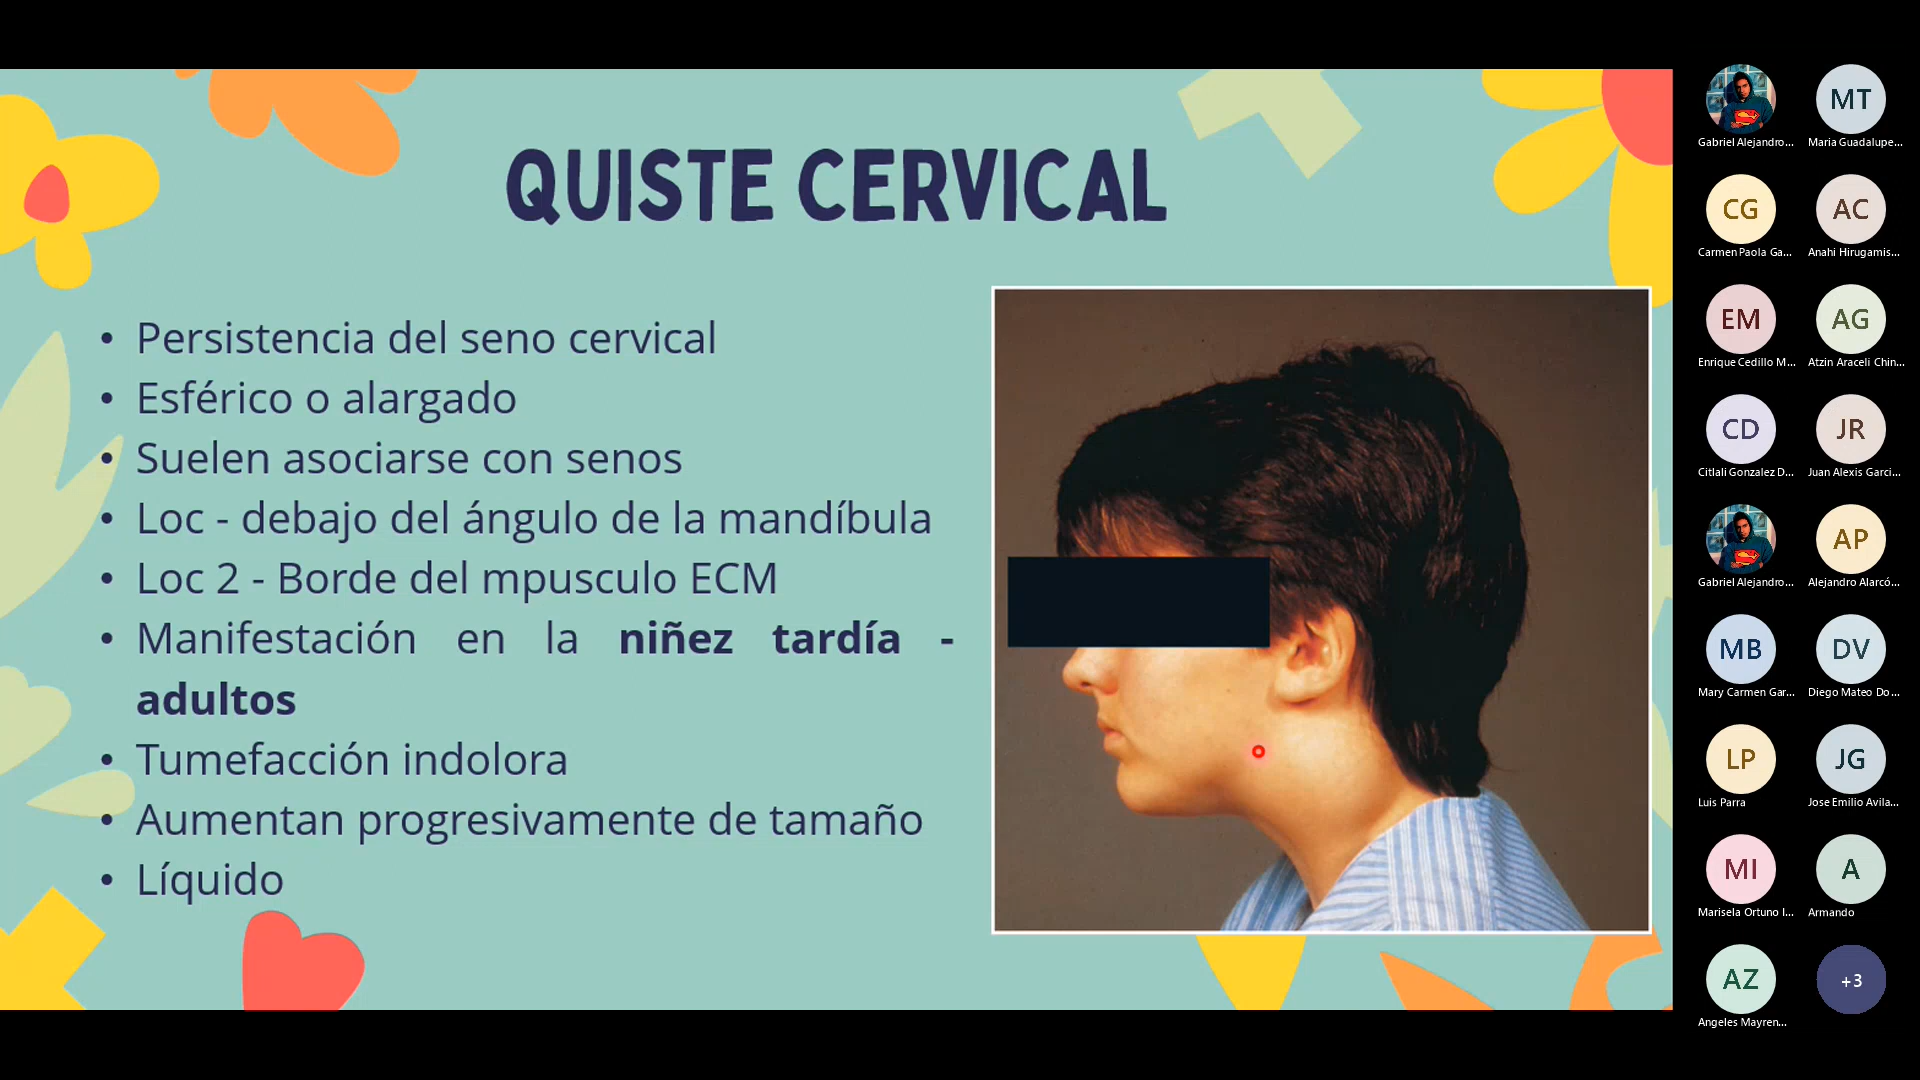 QUISTE CERVICAL
• Persistencia del seno cervical
• Esférico o alargado
• Suelen asociarse con senos
• Loc - debajo del ángulo de la mandíbula
• Loc 2 - Borde del mpusculo ECM
• Manifestación en la niñez tardía -
adultos
• Tumefacción indolora
• Aumentan progresivamente de tamaño
• Líquido
Gabriel Alejandro...
MT
Maria Guadalupe...
CG
Carmen Paola Ga...
AC
Anahi Hirugamis...
EM
Enrique Cedillo M...
AG
Atzin Araceli Chin...
CD
Citlali Gonzalez D...
JR
Juan Alexis Garci...
Gabriel Alejandro...
AP
Alejandro Alarcó...
MB
Mary Carmen Gar...
DV
Diego Mateo Do...
LP
Luis Parra
JG
Jose Emilio Avila...
MI
Marisela Ortuno I...
A
Armando
AZ
Angeles Mayren...
+3